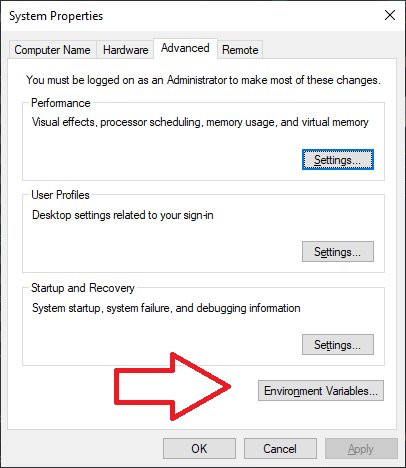 System Properties
Computer Name Hardware Advanced Remote
You must be logged on as an Administrator to make most of these changes.
Performance
Visual effects, processor scheduling, memory usage, and virtual memory
Settings...
User Profiles
Desktop settings related to your sign-in
Settings...
Startup and Recovery
System startup, system failure, and debugging information
Settings...
Environment Variables...
OK Cancel Apply